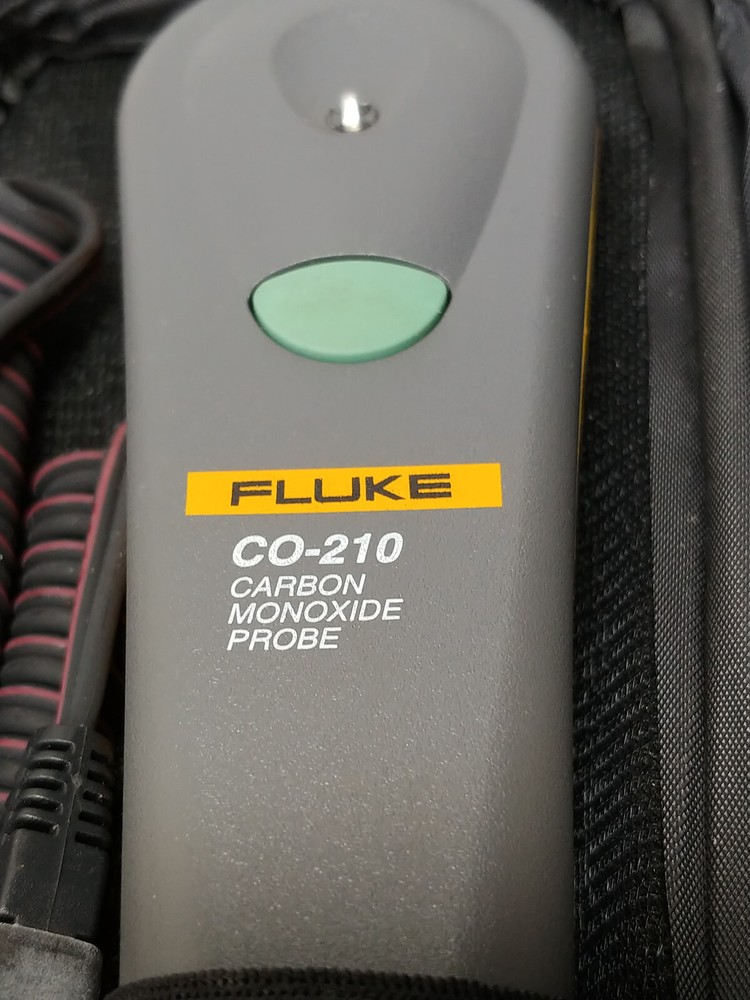 FLUKE
CO-210
CARBON
MONOXIDE
PROBE